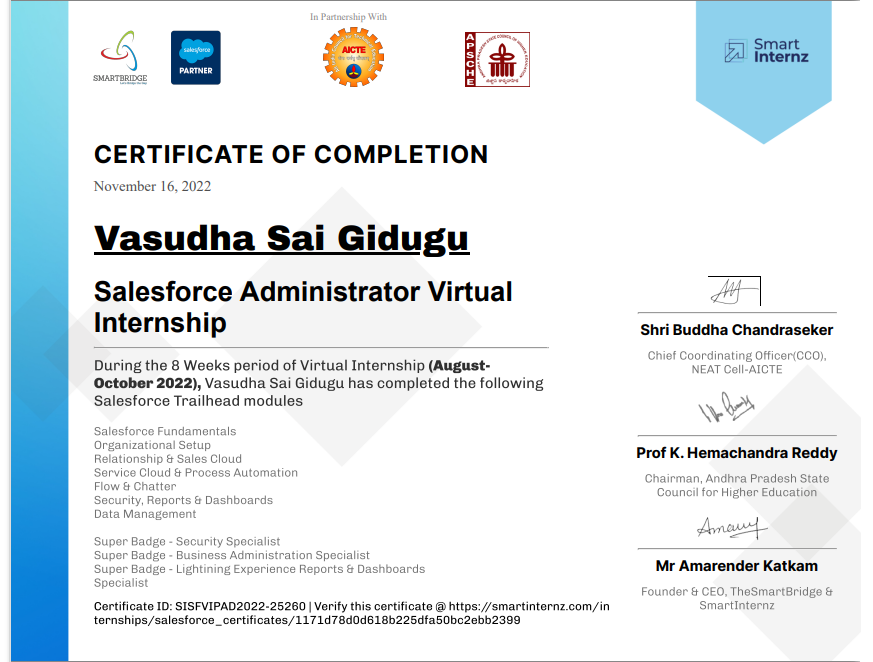 In Partnership With
SMARTBRIDGE
salesforce
PARTNER
AICTE
APSCHE
Smart
Internz
CERTIFICATE OF COMPLETION
November 16, 2022
Vasudha Sai Gidugu
Salesforce Administrator Virtual
Internship
During the 8 Weeks period of Virtual Internship (August-
October 2022), Vasudha Sai Gidugu has completed the following
Salesforce Trailhead modules
Salesforce Fundamentals
Organizational Setup
Relationship & Sales Cloud
Service Cloud & Process Automation
Flow & Chatter
Security, Reports & Dashboards
Data Management
Super Badge - Security Specialist
Super Badge - Business Administration Specialist
Super Badge - Lightining Experience Reports & Dashboards
Specialist
Certificate ID: SISFVIPAD2022-25260 | Verify this certificate @ https://smartinternz.com/in
ternships/salesforce_certificates/1171d78d0d618b225dfa50bc2ebb2399
Shri Buddha Chandraseker
Chief Coordinating Officer(CCO),
NEAT Cell-AICTE
Prof K. Hemachandra Reddy
Chairman, Andhra Pradesh State
Council for Higher Education
Mr Amarender Katkam
Founder & CEO, TheSmartBridge &
SmartInternz